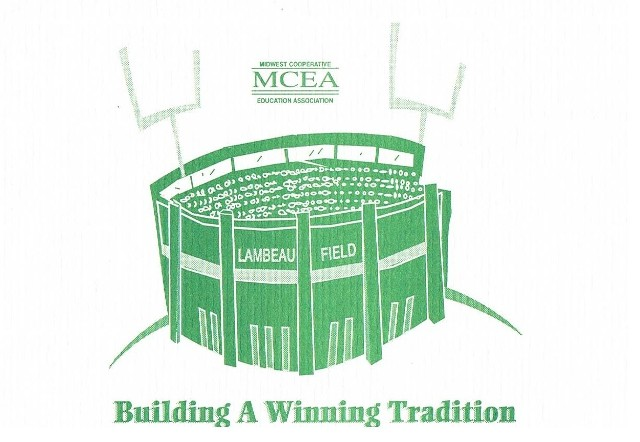 MIDWEST COOPERATIVE
MCEA
EDUCATION ASSOCIATION
LAMBEAU FIELD
Building A Winning Tradition